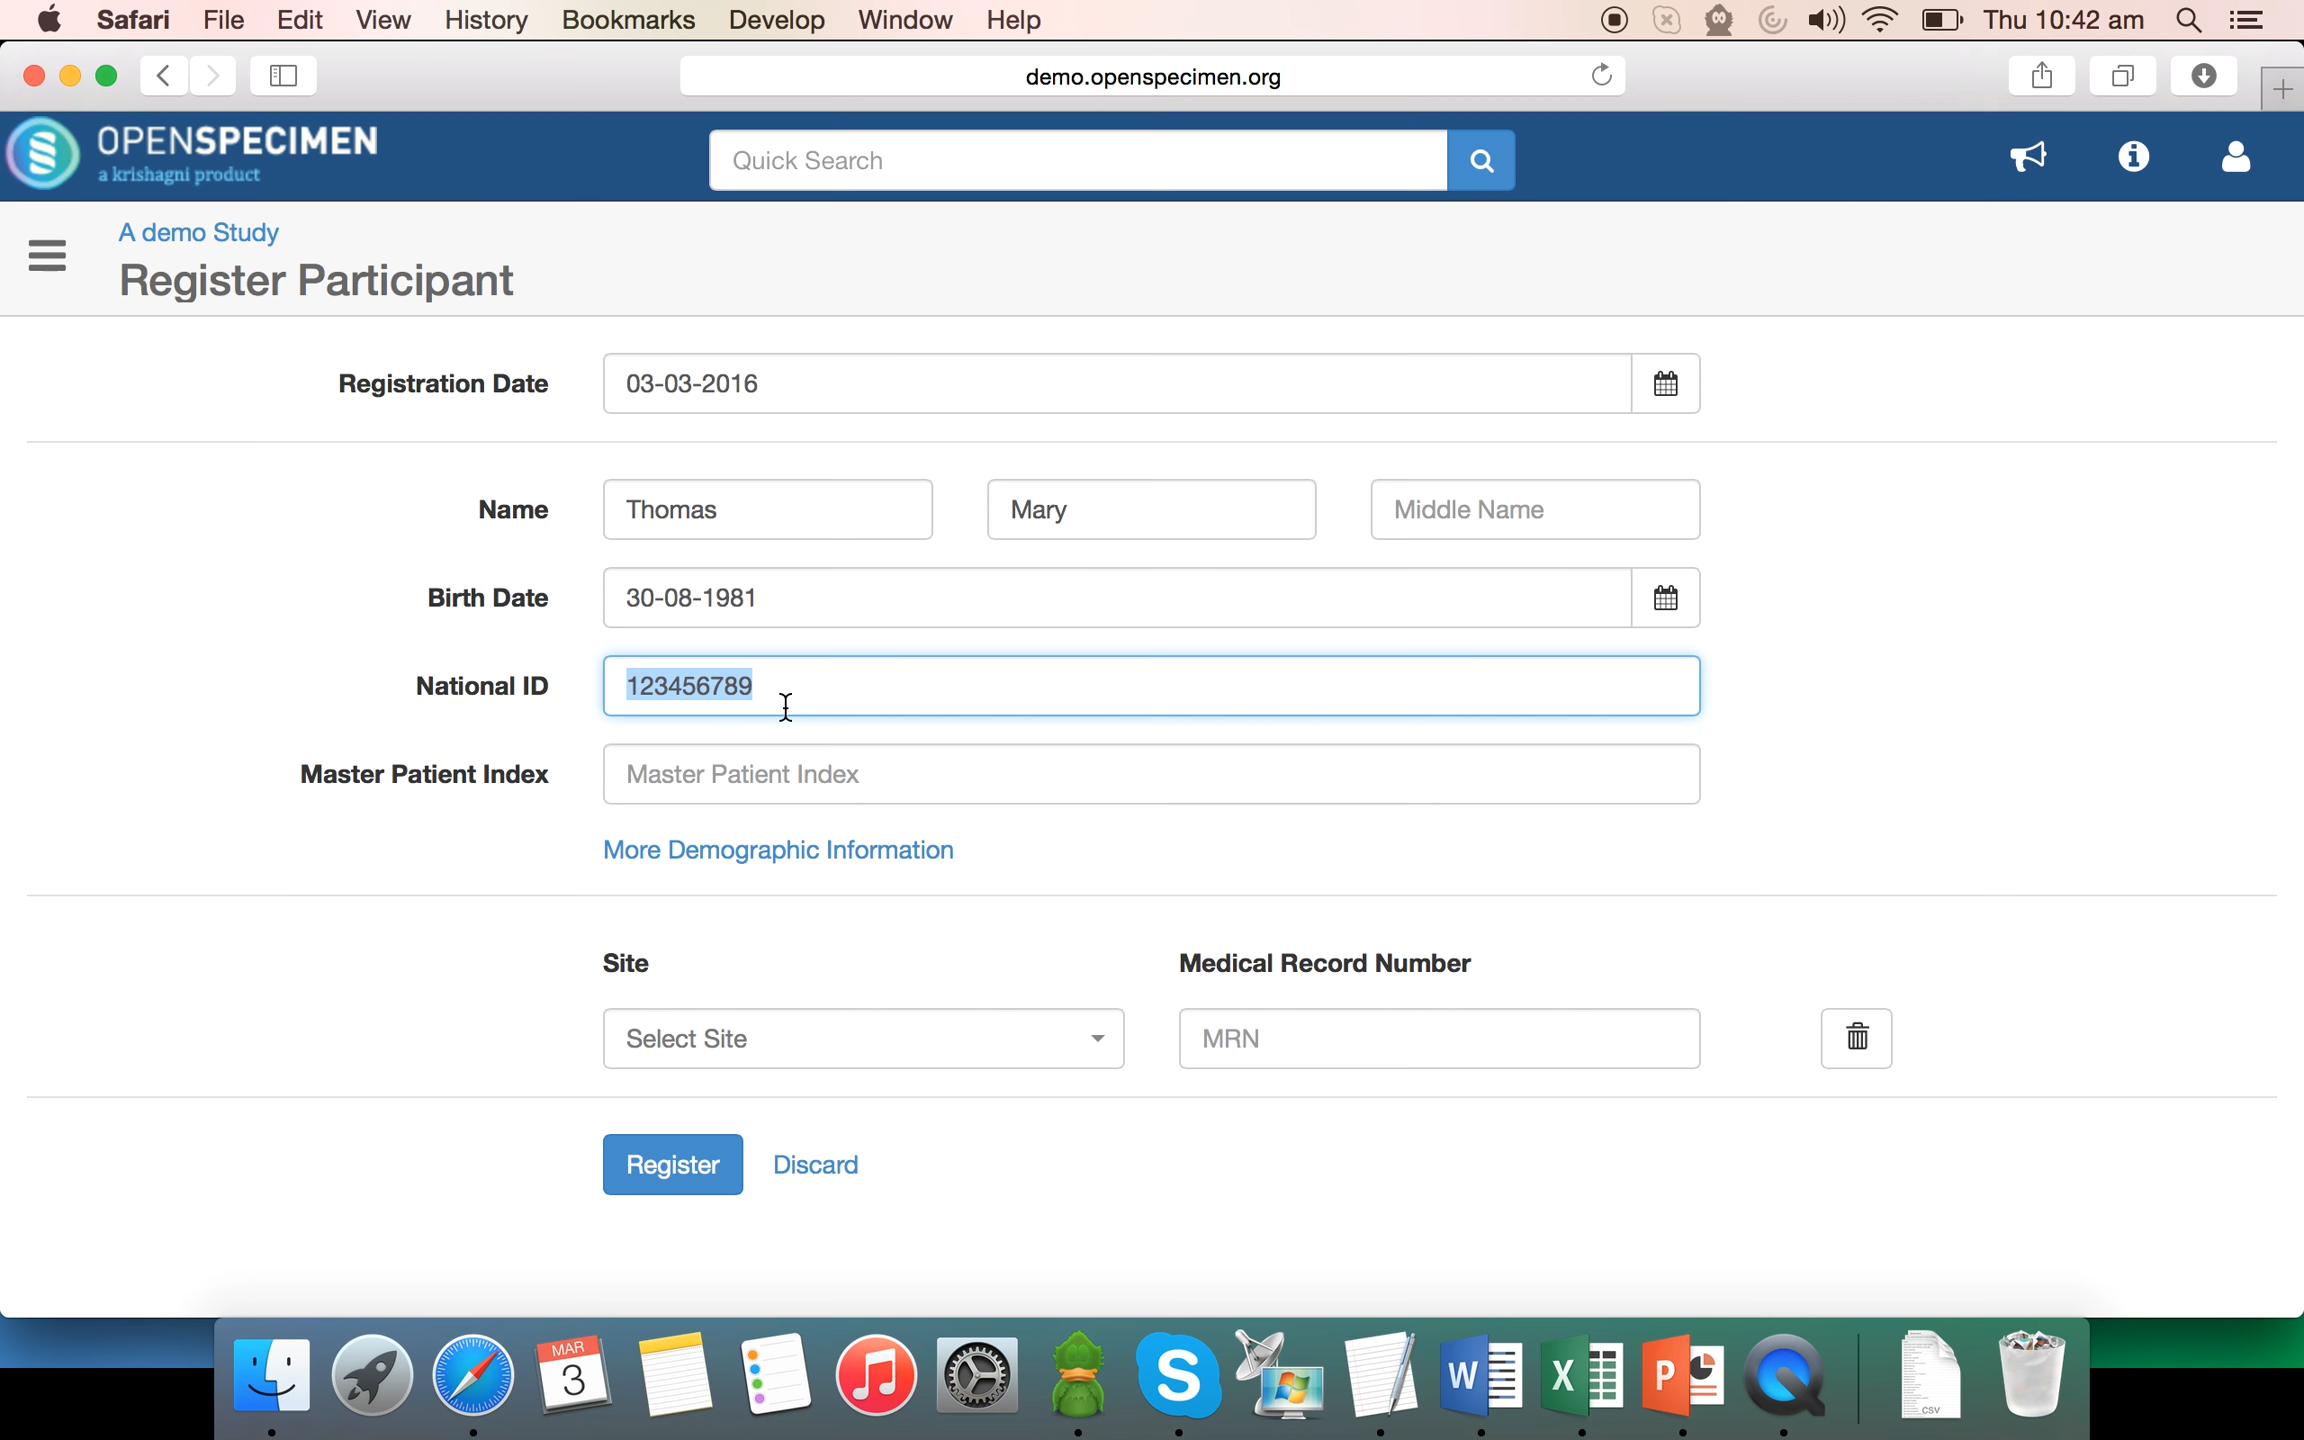 Safari File Edit View History Bookmarks Develop Window Help Thu 10:42 am
demo.openspecimen.org
OPENSPECIMEN
a krishagni product
Quick Search
A demo Study
Register Participant
Registration Date 03-03-2016
Name Thomas Mary Middle Name
Birth Date 30-08-1981
National ID 123456789
Master Patient Index Master Patient Index
More Demographic Information
Site Medical Record Number
Select Site MRN
Register Discard
MAR
3
S W X P
CSV